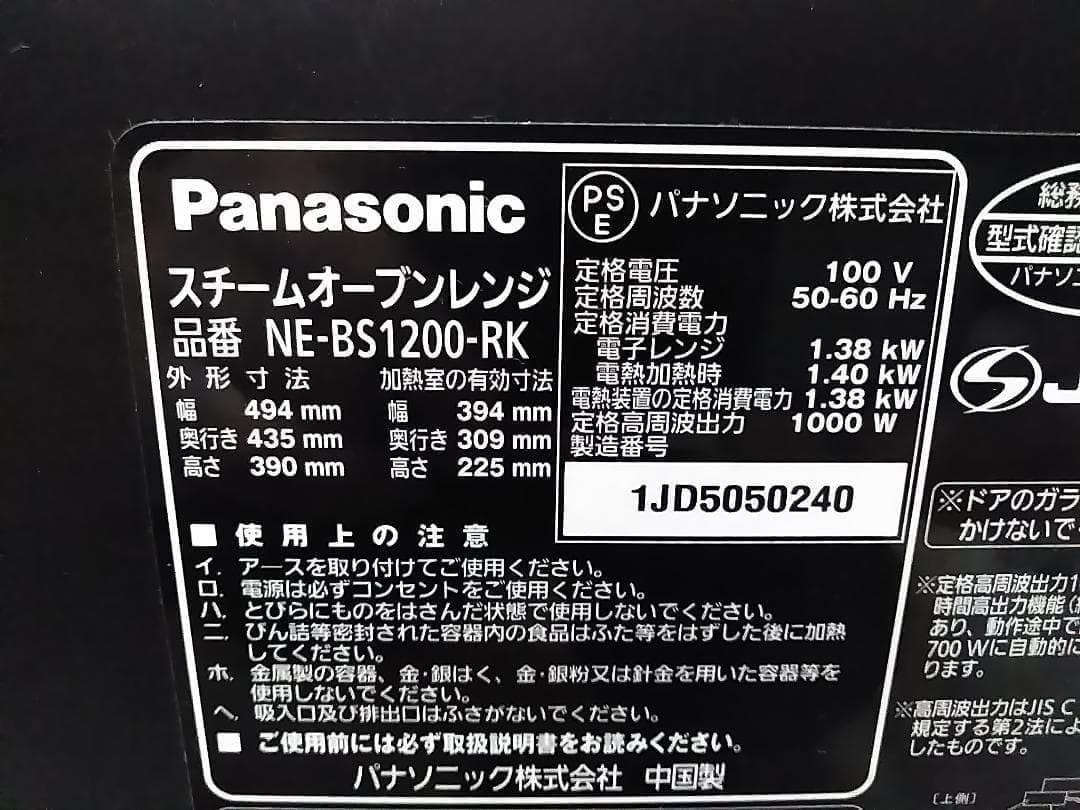 Panasonic
スチームオーブンレンジ
品番 NE-BS1200-RK
外形寸法
幅 494 mm
奥行き 435 mm
高さ 390 mm
加熱室の有効寸法
幅 394 mm
奥行き 309 mm
高さ 225 mm
PS
E
パナソニック株式会社
定格電圧 100 V
定格周波数 50-60 Hz
定格消費電力
電子レンジ 1.38 kW
電熱加熱時 1.40 kW
電熱装置の定格消費電力 1.38 kW
定格高周波出力 1000 W
製造番号
1JD5050240
■ 使用上の注意
イ. アースを取り付けてご使用ください。
ロ. 電源は必ずコンセントをご使用ください。
ハ. とびらにものをはさんだ状態で使用しないでください。
ニ. びん詰等密封された容器内の食品はふた等をはずした後に加熱
してください。
ホ. 金属製の容器、金・銀はく、金・銀粉又は針金を用いた容器等を
使用しないでください。
ヘ. 吸入口及び排出口はふさがないでください。
■ ご使用前には必ず取扱説明書をお読みください。
パナソニック株式会社 中国製
総務
型式確認
パナソニ
J
※ドアのガラ
かけないで
※定格高周波出力1
時間高出力機能
あり、動作途中で
700 Wに自動的に
ります。
※高周波出力はJIS C
規定する第2法によ
したものです。
[上側]